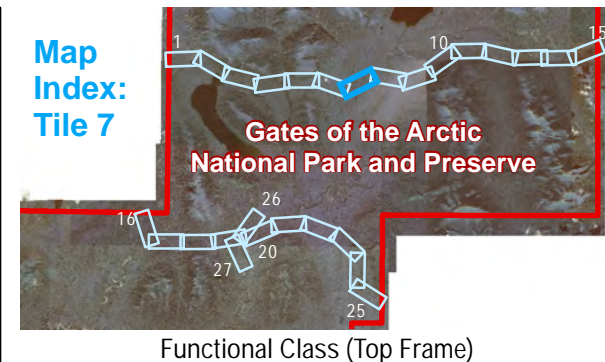 Map
Index:
Tile 7
1
10
15
Gates of the Arctic
National Park and Preserve
16
26
20
27
25
Functional Class (Top Frame)